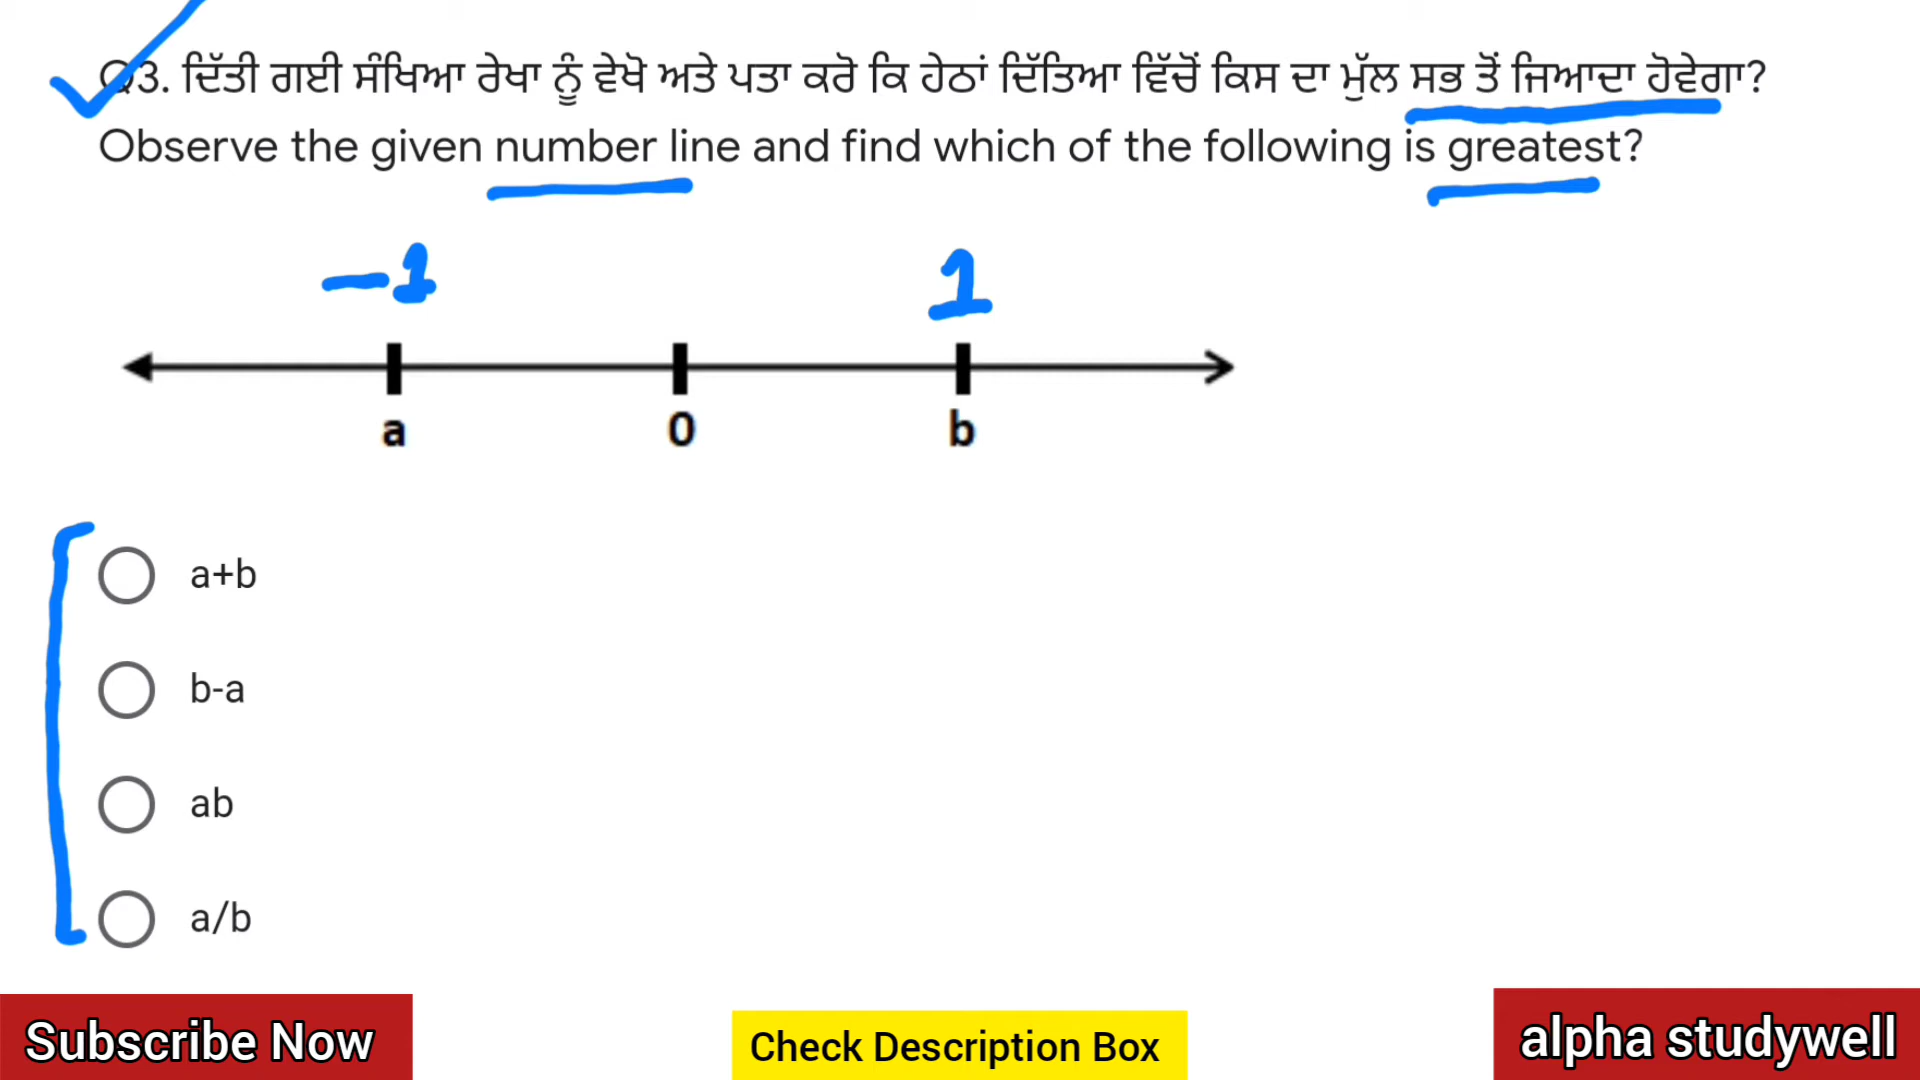 Q3. ਦਿੱਤੀ ਗਈ ਸੰਖਿਆ ਰੇਖਾ ਨੂੰ ਵੇਖੋ ਅਤੇ ਪਤਾ ਕਰੋ ਕਿ ਹੇਠਾਂ ਦਿੱਤਿਆ ਵਿੱਚੋਂ ਕਿਸ ਦਾ ਮੁੱਲ ਸਭ ਤੋਂ ਜਿਆਦਾ ਹੋਵੇਗਾ?
Observe the given number line and find which of the following is greatest?
-1 1
a 0 b
a+b
b-a
ab
a/b
Subscribe Now
Check Description Box
alpha studywell